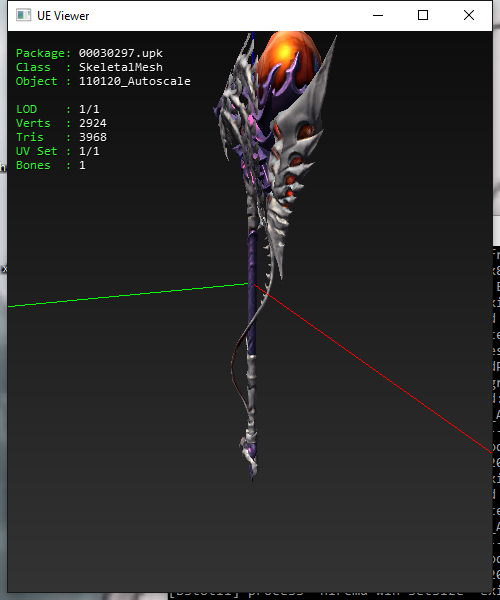 UE Viewer
Package: 00030297.upk
Class : SkeletalMesh
Object : 110120_Autoscale
LOD : 1/1
Verts : 2924
Tris : 3968
UV Set : 1/1
Bones : 1